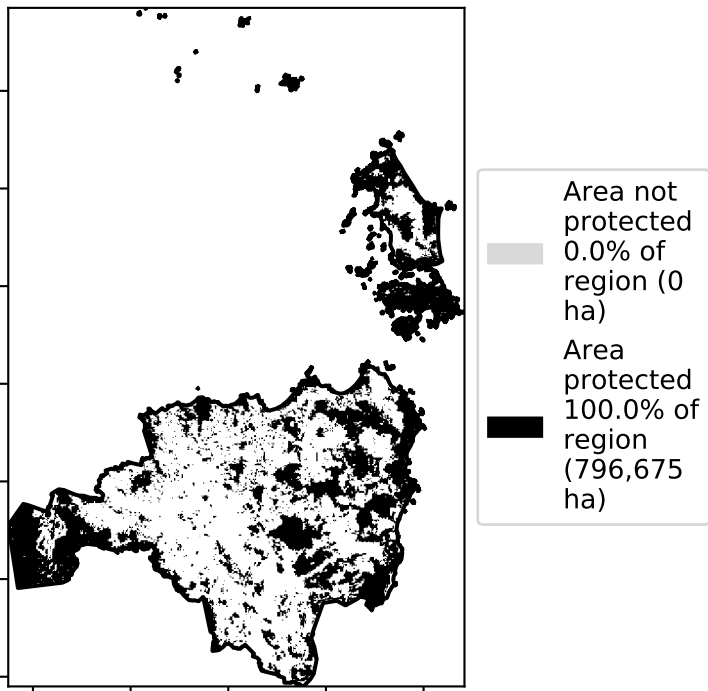 Area not
protected
0.0% of
region (0
ha)
Area
protected
100.0% of
region
(796,675
ha)